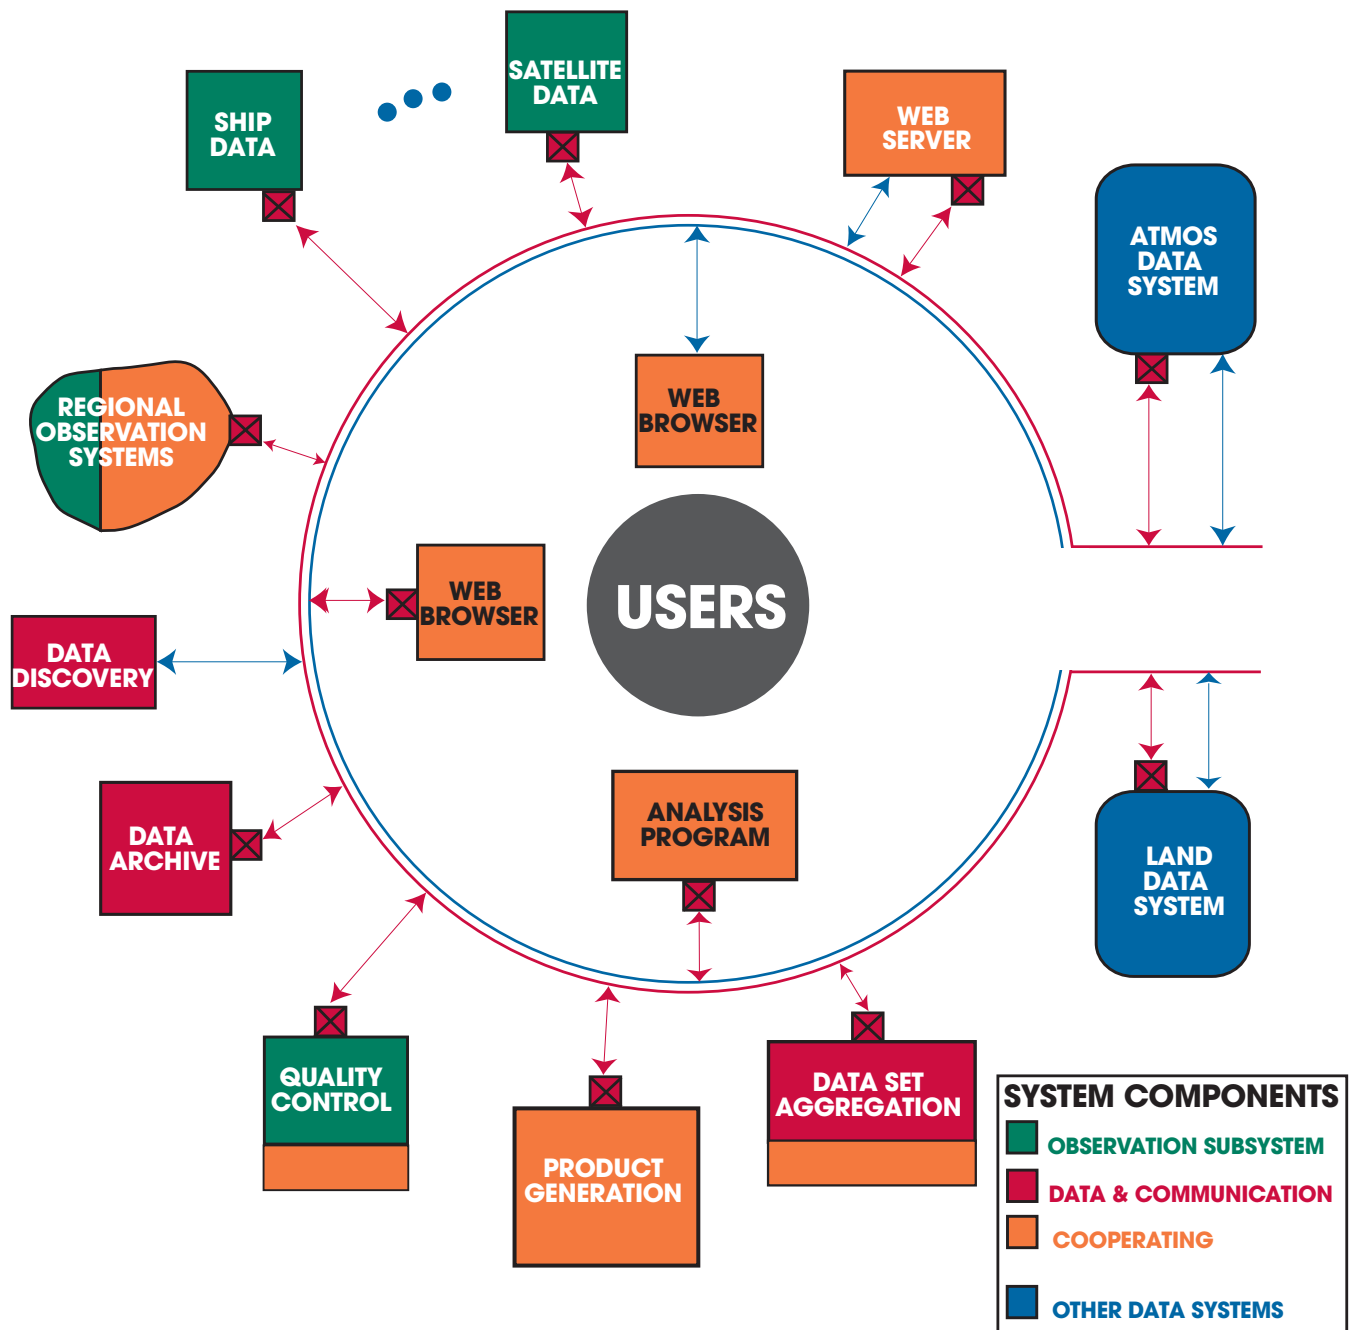 SATELLITE
DATA
SHIP
DATA
WEB
SERVER
ATMOS
DATA
SYSTEM
WEB
BROWSER
REGIONAL
OBSERVATION
SYSTEMS
WEB
BROWSER
USERS
DATA
DISCOVERY
ANALYSIS
PROGRAM
DATA
ARCHIVE
LAND
DATA
SYSTEM
QUALITY
CONTROL
PRODUCT
GENERATION
DATA SET
AGGREGATION
SYSTEM COMPONENTS
OBSERVATION SUBSYSTEM
DATA & COMMUNICATION
COOPERATING
OTHER DATA SYSTEMS